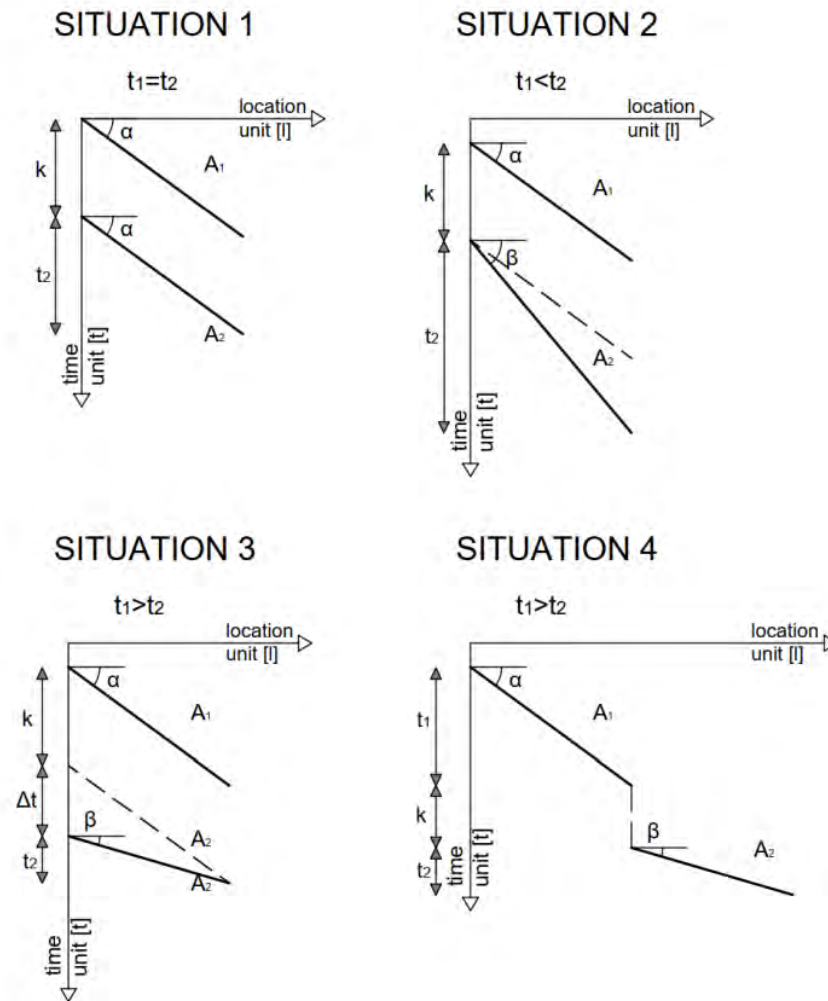 SITUATION 1
t₁=t₂
location
unit [l]
α
A₁
k
α
t₂
A₂
time
unit [t]
SITUATION 2
t₁<t₂
location
unit [l]
α
A₁
k
β
t₂
A₂
time
unit [t]
SITUATION 3
t₁>t₂
location
unit [l]
α
A₁
k
Δt
A₂
β
t₂
A₂
time
unit [t]
SITUATION 4
t₁>t₂
location
unit [l]
α
A₁
t₁
k
β
A₂
t₂
time
unit [t]